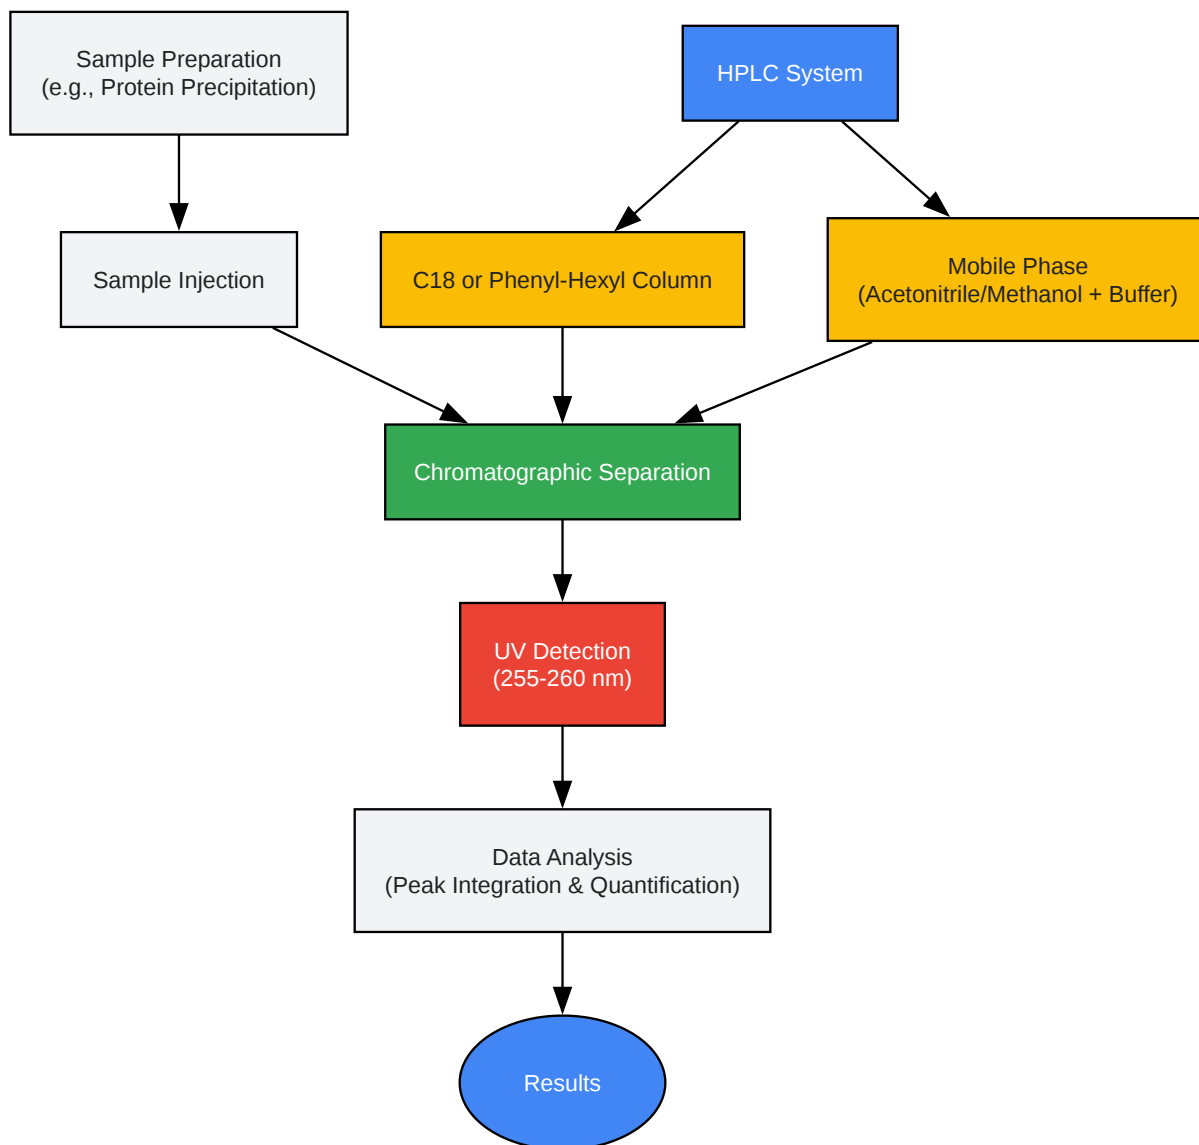 Sample Preparation
(e.g., Protein Precipitation)
HPLC System
Sample Injection
C18 or Phenyl-Hexyl Column
Mobile Phase
(Acetonitrile/Methanol + Buffer)
Chromatographic Separation
UV Detection
(255-260 nm)
Data Analysis
(Peak Integration & Quantification)
Results